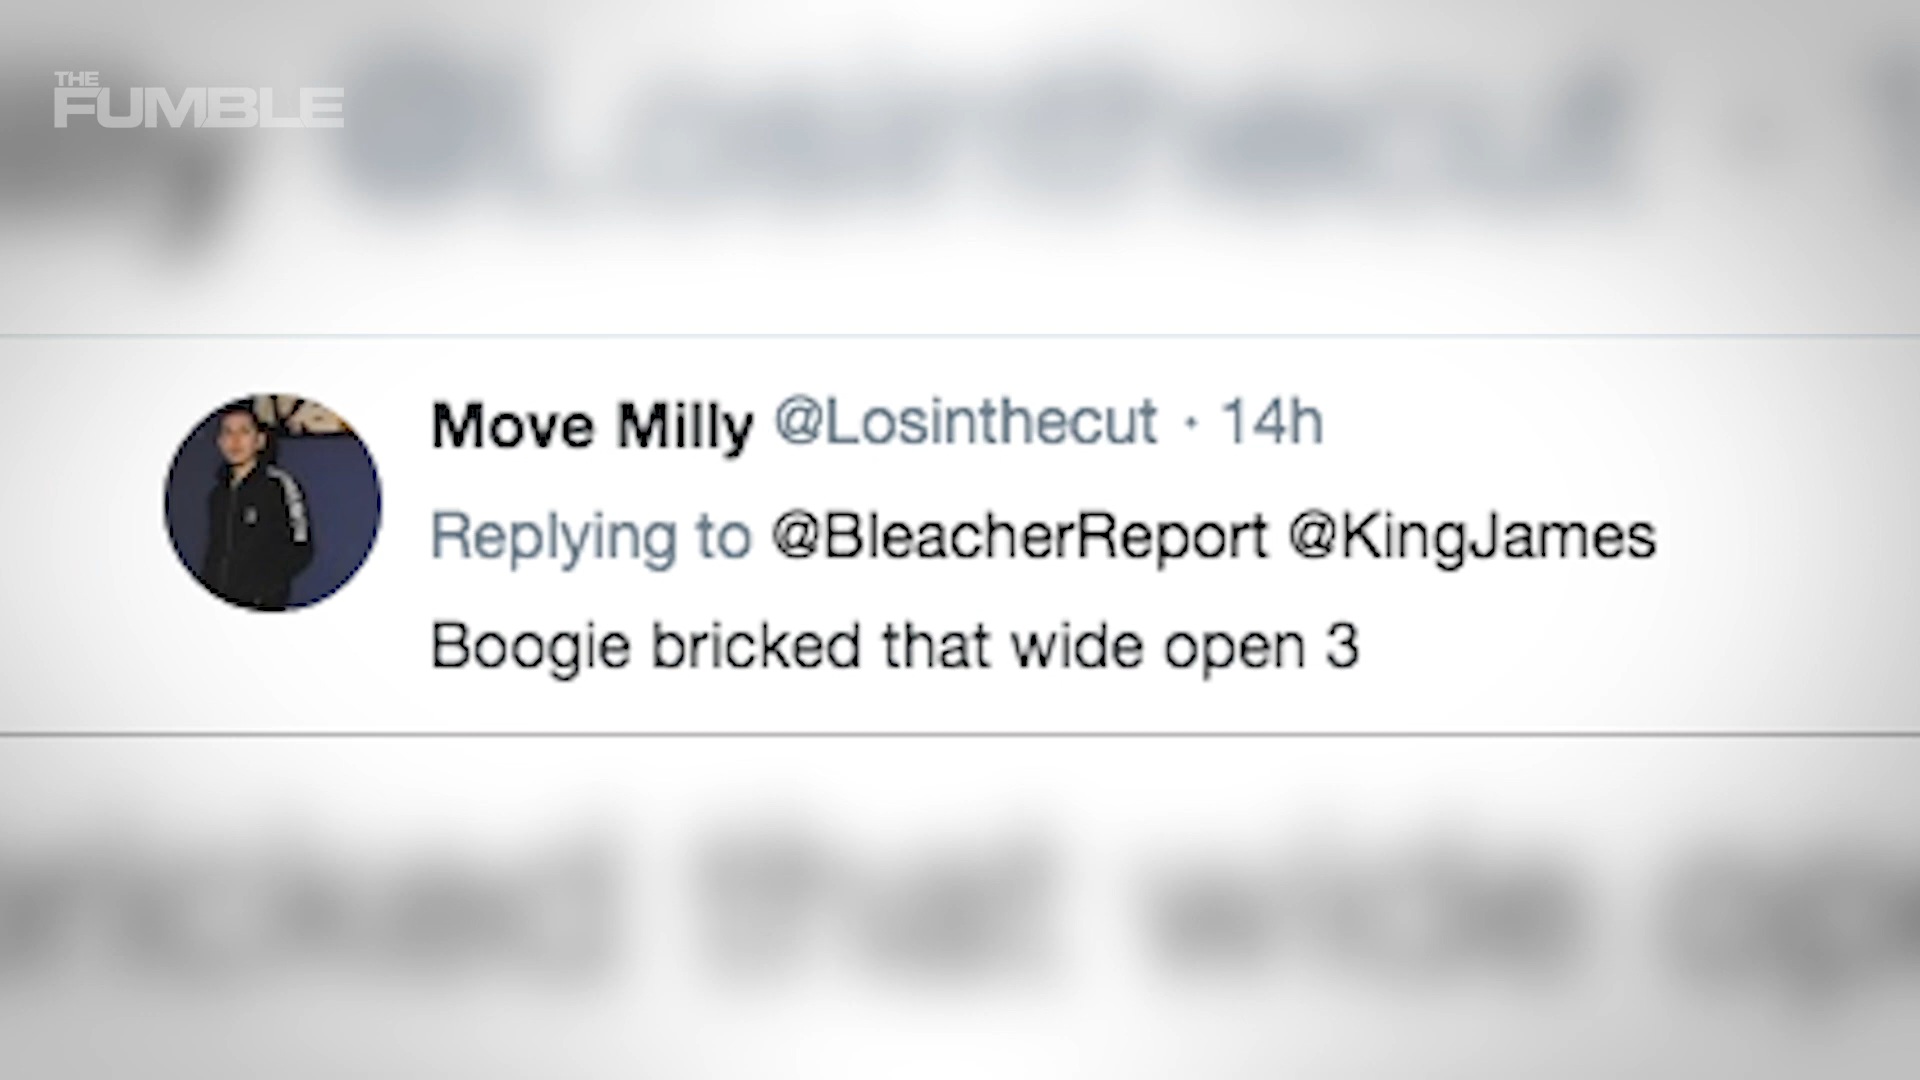 THE
FUMBLE
Move Milly @Losinthecut · 14h
Replying to @BleacherReport @KingJames
Boogie bricked that wide open 3